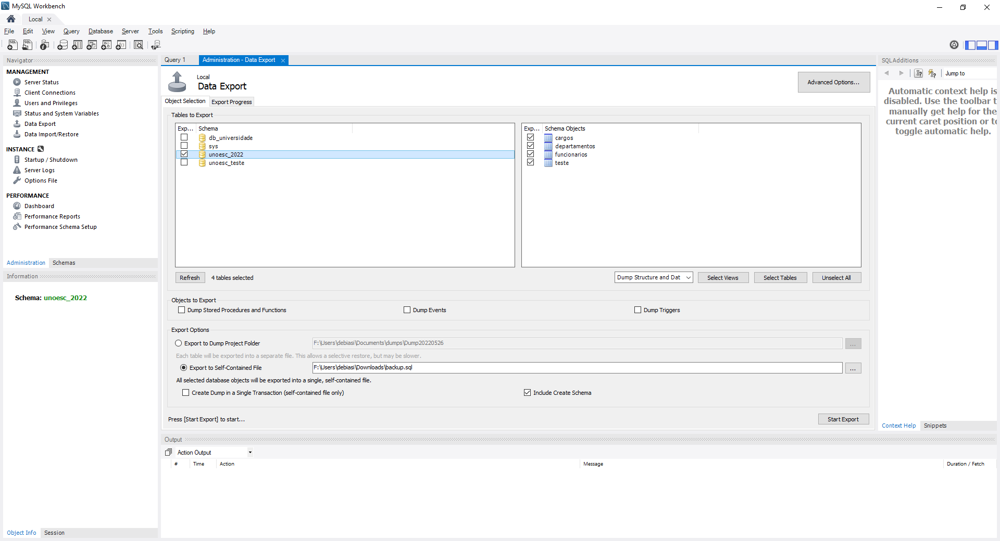 MySQL Workbench
Local
File Edit View Query Database Server Tools Scripting Help
Navigator
MANAGEMENT
Server Status
Client Connections
Users and Privileges
Status and System Variables
Data Export
Data Import/Restore
INSTANCE
Startup / Shutdown
Server Logs
Options File
PERFORMANCE
Dashboard
Performance Reports
Performance Schema Setup
Administration Schemas
Information
Schema: unoesc_2022
Object Info Session
Query 1 Administration - Data Export
Local
Data Export
Advanced Options...
Object Selection Export Progress
Tables to Export
Exp... Schema
db_universidade
sys
unoesc_2022
unoesc_teste
Exp... Schema Objects
cargos
departamentos
funcionarios
teste
Refresh 4 tables selected Dump Structure and Dat Select Views Select Tables Unselect All
Objects to Export
Dump Stored Procedures and Functions Dump Events Dump Triggers
Export Options
Export to Dump Project Folder F:\Users\debiasi\Documents\dumps\Dump20220526 ...
Each table will be exported into a separate file. This allows a selective restore, but may be slower.
Export to Self-Contained File F:\Users\debiasi\Downloads\backup.sql ...
All selected database objects will be exported into a single, self-contained file.
Create Dump in a Single Transaction (self-contained file only) Include Create Schema
Press [Start Export] to start... Start Export
Output
Action Output
# Time Action Message Duration / Fetch
SQLAdditions
Jump to
Automatic context help is
disabled. Use the toolbar t
manually get help for the
current caret position or to
toggle automatic help.
Context Help Snippets